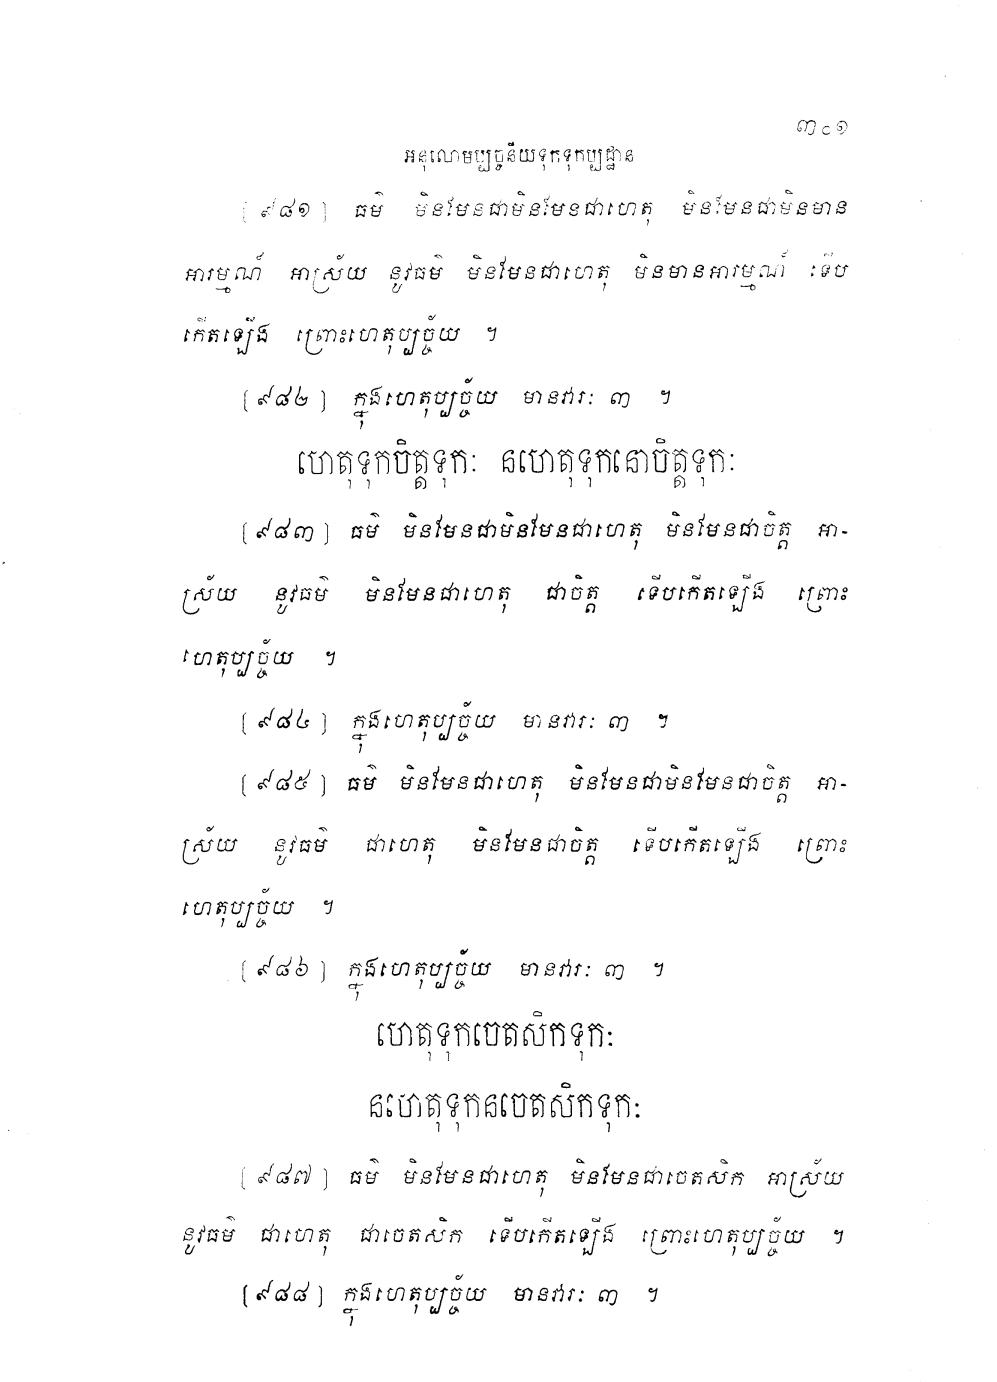 ៣៤១
អនុលោមប្បច្ចនីយទុកទុកប្បដ្ឋាន
[៩៨១] ធម៌ មិនមែនជាមិនមែនជាហេតុ មិនមែនជាមិនមាន
អារម្មណ៍ អាស្រ័យ នូវធម៌ មិនមែនជាហេតុ មិនមានអារម្មណ៍ ទើប
កើតឡើង ព្រោះហេតុប្បច្ច័យ ។
[៩៨២] ក្នុងហេតុប្បច្ច័យ មានវារៈ ៣ ។
ហេតុទុកចិត្តទុកៈ នហេតុទុកនោចិត្តទុកៈ
[៩៨៣] ធម៌ មិនមែនជាមិនមែនជាហេតុ មិនមែនជាចិត្ត អា-
ស្រ័យ នូវធម៌ មិនមែនជាហេតុ ជាចិត្ត ទើបកើតឡើង ព្រោះ
ហេតុប្បច្ច័យ ។
[៩៨៤] ក្នុងហេតុប្បច្ច័យ មានវារៈ ៣ ។
[៩៨៥] ធម៌ មិនមែនជាហេតុ មិនមែនជាមិនមែនជាចិត្ត អា-
ស្រ័យ នូវធម៌ ជាហេតុ មិនមែនជាចិត្ត ទើបកើតឡើង ព្រោះ
ហេតុប្បច្ច័យ ។
[៩៨៦] ក្នុងហេតុប្បច្ច័យ មានវារៈ ៣ ។
ហេតុទុកចេតសិកទុកៈ
នហេតុទុកនចេតសិកទុកៈ
[៩៨៧] ធម៌ មិនមែនជាហេតុ មិនមែនជាចេតសិក អាស្រ័យ
នូវធម៌ ជាហេតុ ជាចេតសិក ទើបកើតឡើង ព្រោះហេតុប្បច្ច័យ ។
[៩៨៨] ក្នុងហេតុប្បច្ច័យ មានវារៈ ៣ ។